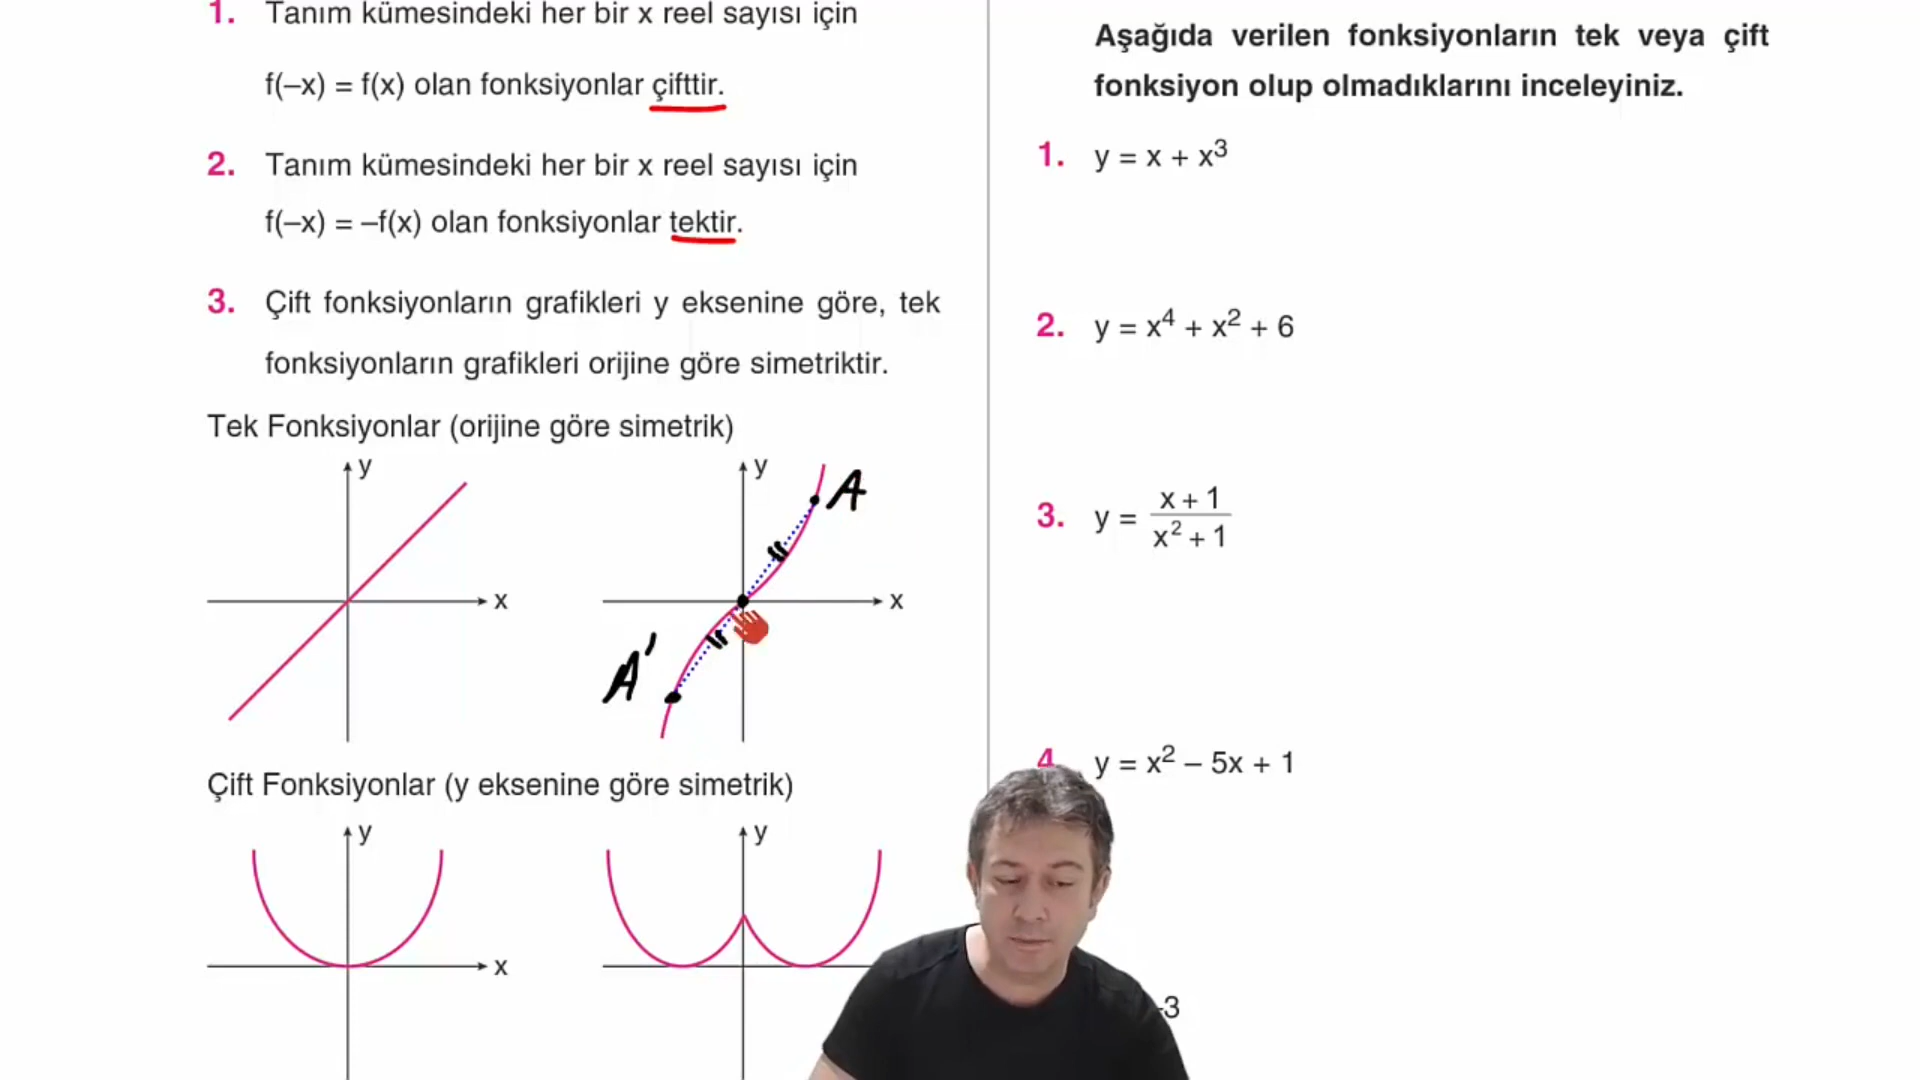 1. Tanım kümesindeki her bir x reel sayısı için
f(–x) = f(x) olan fonksiyonlar çifttir.
2. Tanım kümesindeki her bir x reel sayısı için
f(–x) = –f(x) olan fonksiyonlar tektir.
3. Çift fonksiyonların grafikleri y eksenine göre, tek
fonksiyonların grafikleri orijine göre simetriktir.
Tek Fonksiyonlar (orijine göre simetrik)
y
x
y
A
x
A'
Çift Fonksiyonlar (y eksenine göre simetrik)
y
x
y
Aşağıda verilen fonksiyonların tek veya çift
fonksiyon olup olmadıklarını inceleyiniz.
1. y = x + x³
2. y = x⁴ + x² + 6
3. y = (x + 1)/(x² + 1)
4 y = x² – 5x + 1
-3